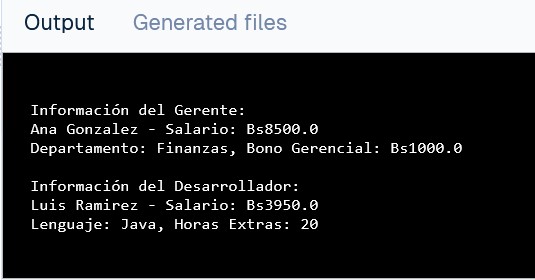 Output Generated files
Información del Gerente:
Ana Gonzalez - Salario: Bs8500.0
Departamento: Finanzas, Bono Gerencial: Bs1000.0
Información del Desarrollador:
Luis Ramirez - Salario: Bs3950.0
Lenguaje: Java, Horas Extras: 20